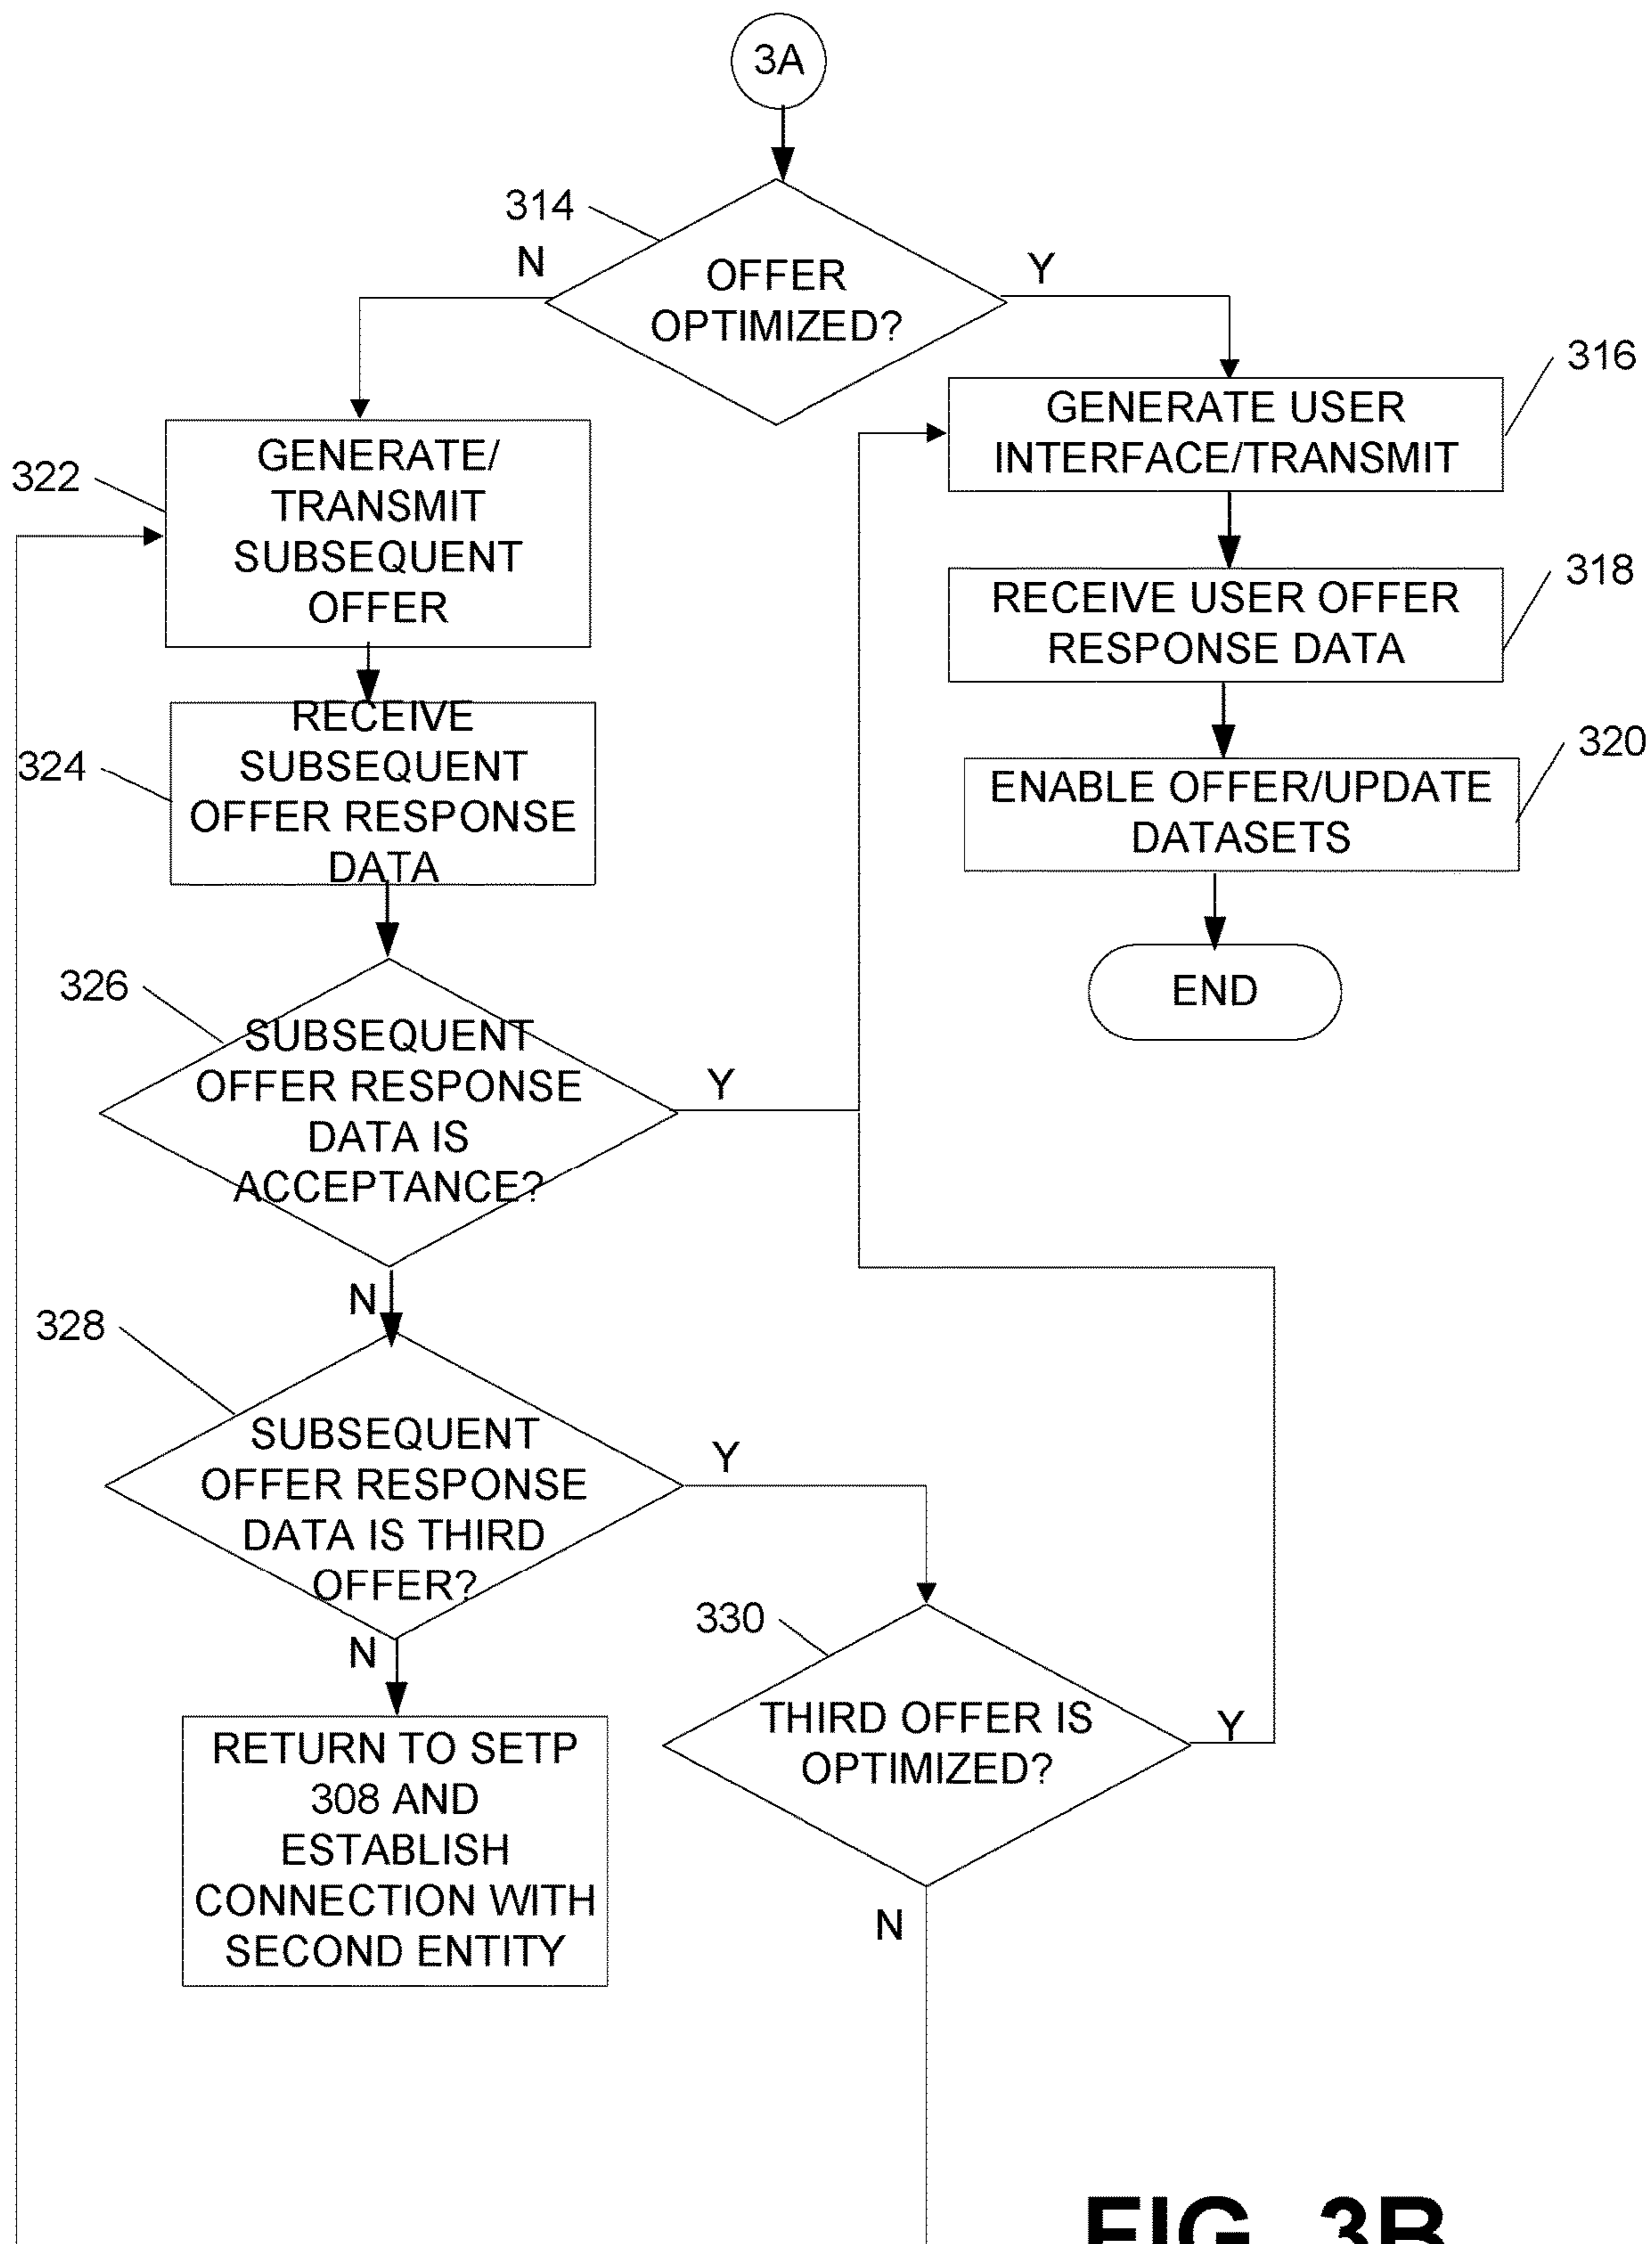 3A
314
N
Y
OFFER
OPTIMIZED?
316
GENERATE USER
INTERFACE/TRANSMIT
322
GENERATE/
TRANSMIT
SUBSEQUENT
OFFER
318
RECEIVE USER OFFER
RESPONSE DATA
324
RECEIVE
SUBSEQUENT
OFFER RESPONSE
DATA
320
ENABLE OFFER/UPDATE
DATASETS
END
326
SUBSEQUENT
OFFER RESPONSE
DATA IS
ACCEPTANCE?
Y
N
328
SUBSEQUENT
OFFER RESPONSE
DATA IS THIRD
OFFER?
Y
N
330
THIRD OFFER IS
OPTIMIZED?
Y
N
RETURN TO SETP
308 AND
ESTABLISH
CONNECTION WITH
SECOND ENTITY
FIG. 3B